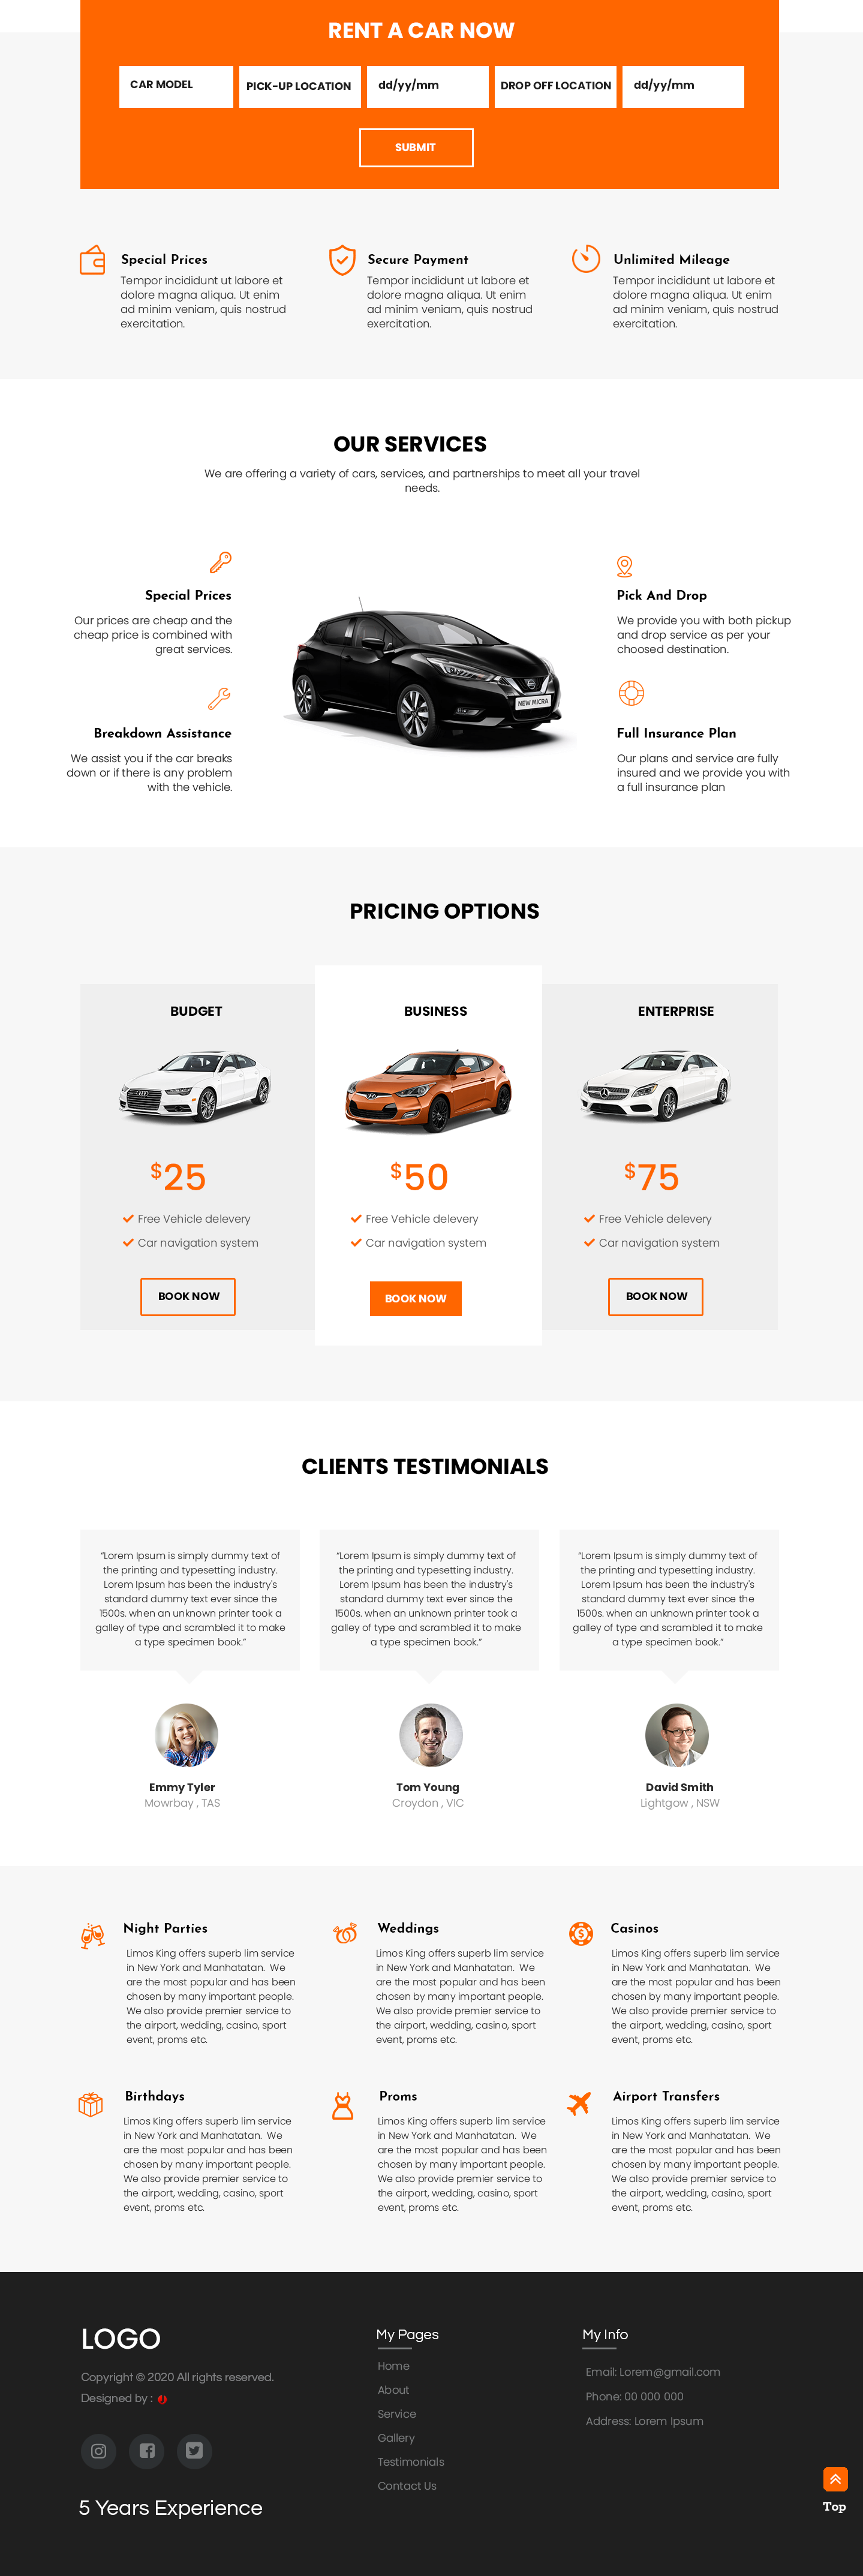 RENT A CAR NOW
CAR MODEL
PICK-UP LOCATION
dd/yy/mm
DROP OFF LOCATION
dd/yy/mm
SUBMIT
Special Prices
Tempor incididunt ut labore et
dolore magna aliqua. Ut enim
ad minim veniam, quis nostrud
exercitation.
Secure Payment
Tempor incididunt ut labore et
dolore magna aliqua. Ut enim
ad minim veniam, quis nostrud
exercitation.
Unlimited Mileage
Tempor incididunt ut labore et
dolore magna aliqua. Ut enim
ad minim veniam, quis nostrud
exercitation.
OUR SERVICES
We are offering a variety of cars, services, and partnerships to meet all your travel
needs.
Special Prices
Our prices are cheap and the
cheap price is combined with
great services.
Breakdown Assistance
We assist you if the car breaks
down or if there is any problem
with the vehicle.
NEW MICRA
Pick And Drop
We provide you with both pickup
and drop service as per your
choosed destination.
Full Insurance Plan
Our plans and service are fully
insured and we provide you with
a full insurance plan
PRICING OPTIONS
BUDGET
$25
Free Vehicle delevery
Car navigation system
BOOK NOW
BUSINESS
$50
Free Vehicle delevery
Car navigation system
BOOK NOW
ENTERPRISE
$75
Free Vehicle delevery
Car navigation system
BOOK NOW
CLIENTS TESTIMONIALS
“Lorem Ipsum is simply dummy text of
the printing and typesetting industry.
Lorem Ipsum has been the industry's
standard dummy text ever since the
1500s. when an unknown printer took a
galley of type and scrambled it to make
a type specimen book.”
Emmy Tyler
Mowrbay , TAS
“Lorem Ipsum is simply dummy text of
the printing and typesetting industry.
Lorem Ipsum has been the industry's
standard dummy text ever since the
1500s. when an unknown printer took a
galley of type and scrambled it to make
a type specimen book.”
Tom Young
Croydon , VIC
“Lorem Ipsum is simply dummy text of
the printing and typesetting industry.
Lorem Ipsum has been the industry's
standard dummy text ever since the
1500s. when an unknown printer took a
galley of type and scrambled it to make
a type specimen book.”
David Smith
Lightgow , NSW
Night Parties
Limos King offers superb lim service
in New York and Manhatatan. We
are the most popular and has been
chosen by many important people.
We also provide premier service to
the airport, wedding, casino, sport
event, proms etc.
Weddings
Limos King offers superb lim service
in New York and Manhatatan. We
are the most popular and has been
chosen by many important people.
We also provide premier service to
the airport, wedding, casino, sport
event, proms etc.
Casinos
Limos King offers superb lim service
in New York and Manhatatan. We
are the most popular and has been
chosen by many important people.
We also provide premier service to
the airport, wedding, casino, sport
event, proms etc.
Birthdays
Limos King offers superb lim service
in New York and Manhatatan. We
are the most popular and has been
chosen by many important people.
We also provide premier service to
the airport, wedding, casino, sport
event, proms etc.
Proms
Limos King offers superb lim service
in New York and Manhatatan. We
are the most popular and has been
chosen by many important people.
We also provide premier service to
the airport, wedding, casino, sport
event, proms etc.
Airport Transfers
Limos King offers superb lim service
in New York and Manhatatan. We
are the most popular and has been
chosen by many important people.
We also provide premier service to
the airport, wedding, casino, sport
event, proms etc.
LOGO
Copyright © 2020 All rights reserved.
Designed by :
5 Years Experience
My Pages
Home
About
Service
Gallery
Testimonials
Contact Us
My Info
Email: Lorem@gmail.com
Phone: 00 000 000
Address: Lorem Ipsum
Top